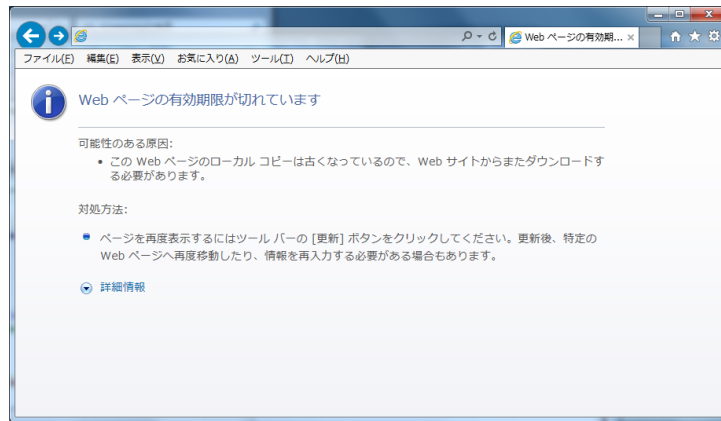 Web ページの有効期... ×
ファイル(F) 編集(E) 表示(V) お気に入り(A) ツール(T) ヘルプ(H)
Web ページの有効期限が切れています
可能性のある原因:
• この Web ページのローカル コピーは古くなっているので、Web サイトからまたダウンロードす
る必要があります。
対処方法:
ページを再度表示するにはツール バーの [更新] ボタンをクリックしてください。更新後、特定の
Web ページへ再度移動したり、情報を再入力する必要がある場合もあります。
詳細情報